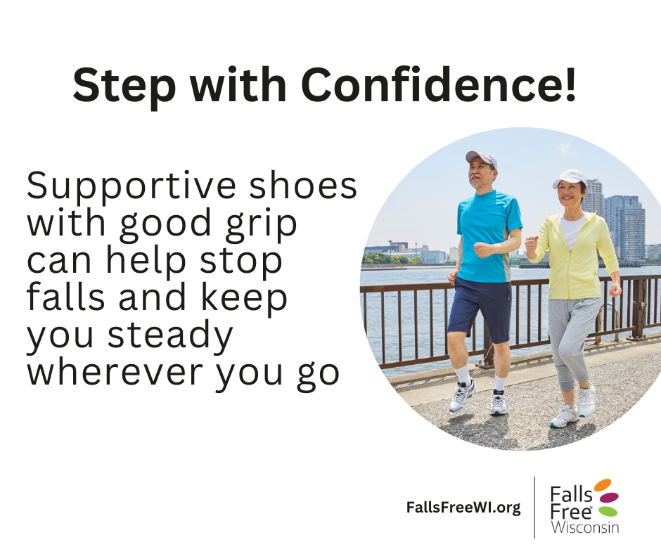 Step with Confidence!
Supportive shoes
with good grip
can help stop
falls and keep
you steady
wherever you go
FallsFreeWI.org
Falls
Free
Wisconsin